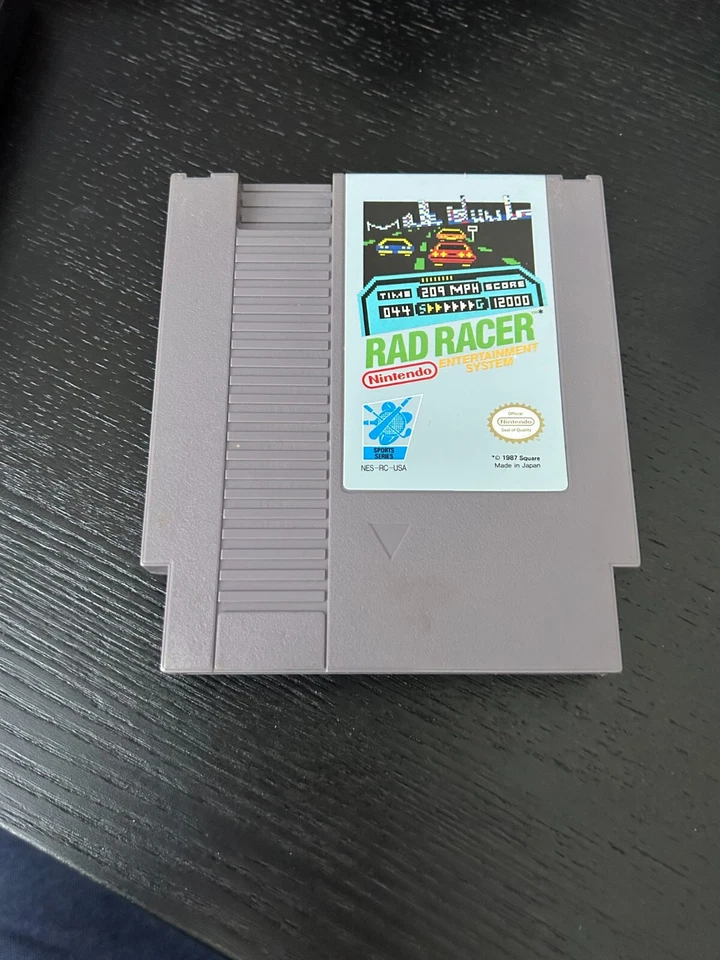 TIME 209 MPH SCORE
044 S G 12000
RAD RACER™*
Nintendo
ENTERTAINMENT
SYSTEM
SPORTS
SERIES
NES-RC-USA
Official
Nintendo
Seal of Quality
*© 1987 Square
Made in Japan